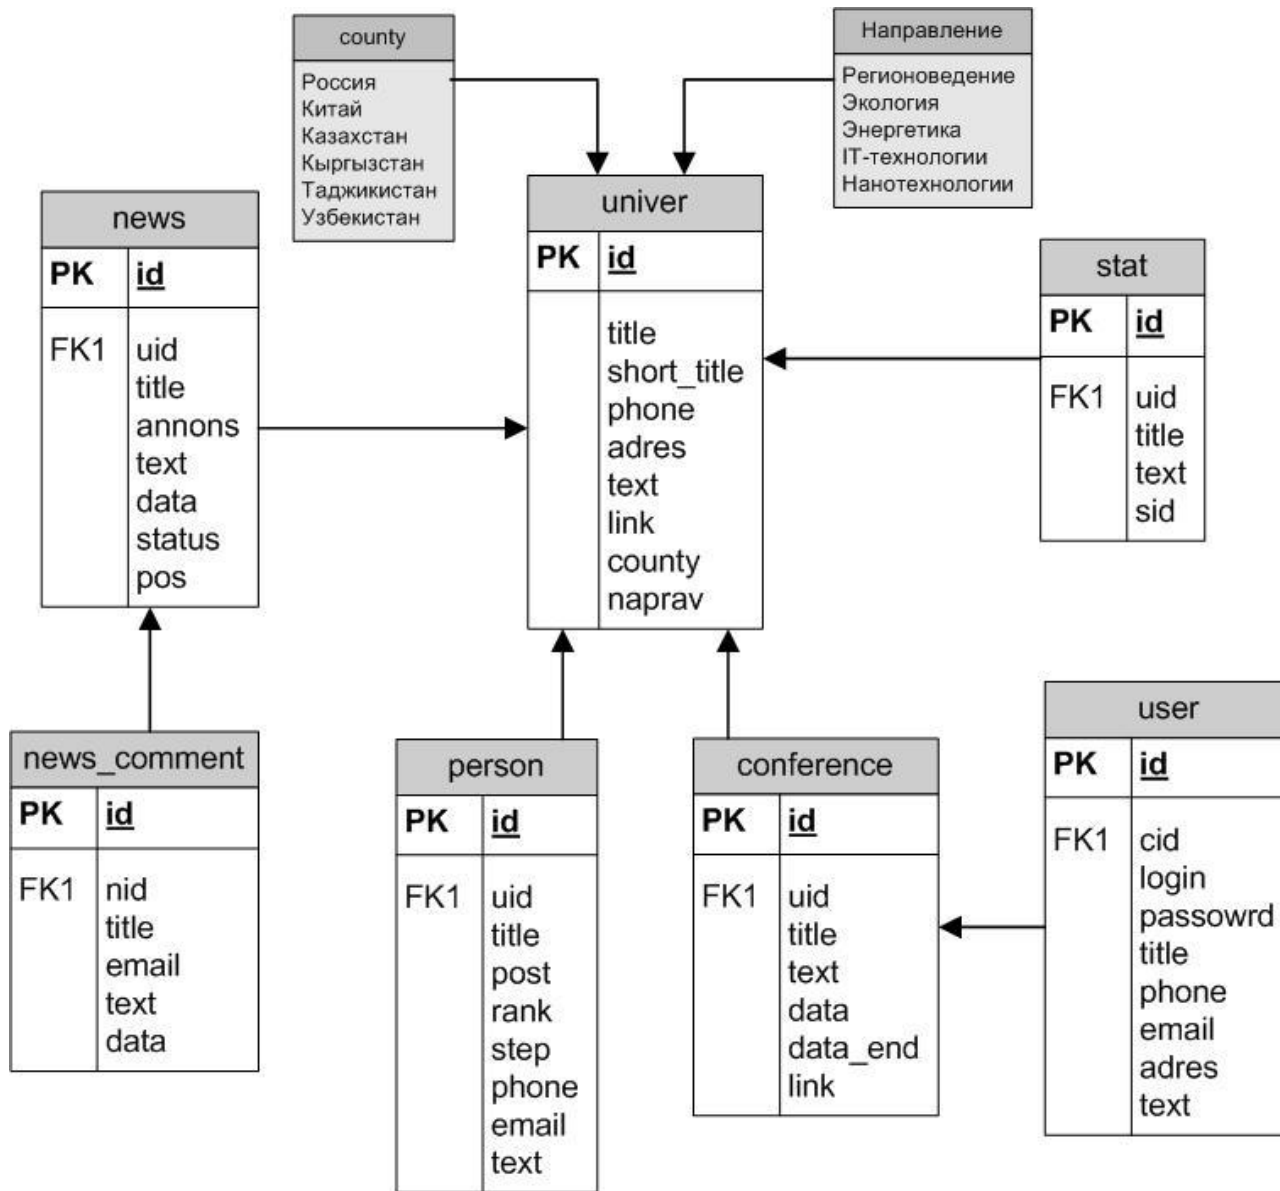 county
Россия
Китай
Казахстан
Кыргызстан
Таджикистан
Узбекистан
Направление
Регионоведение
Экология
Энергетика
IT-технологии
Нанотехнологии
news
PK id
FK1 uid
title
annons
text
data
status
pos
univer
PK id
title
short_title
phone
adres
text
link
county
naprav
stat
PK id
FK1 uid
title
text
sid
news_comment
PK id
FK1 nid
title
email
text
data
person
PK id
FK1 uid
title
post
rank
step
phone
email
text
conference
PK id
FK1 uid
title
text
data
data_end
link
user
PK id
FK1 cid
login
passowrd
title
phone
email
adres
text